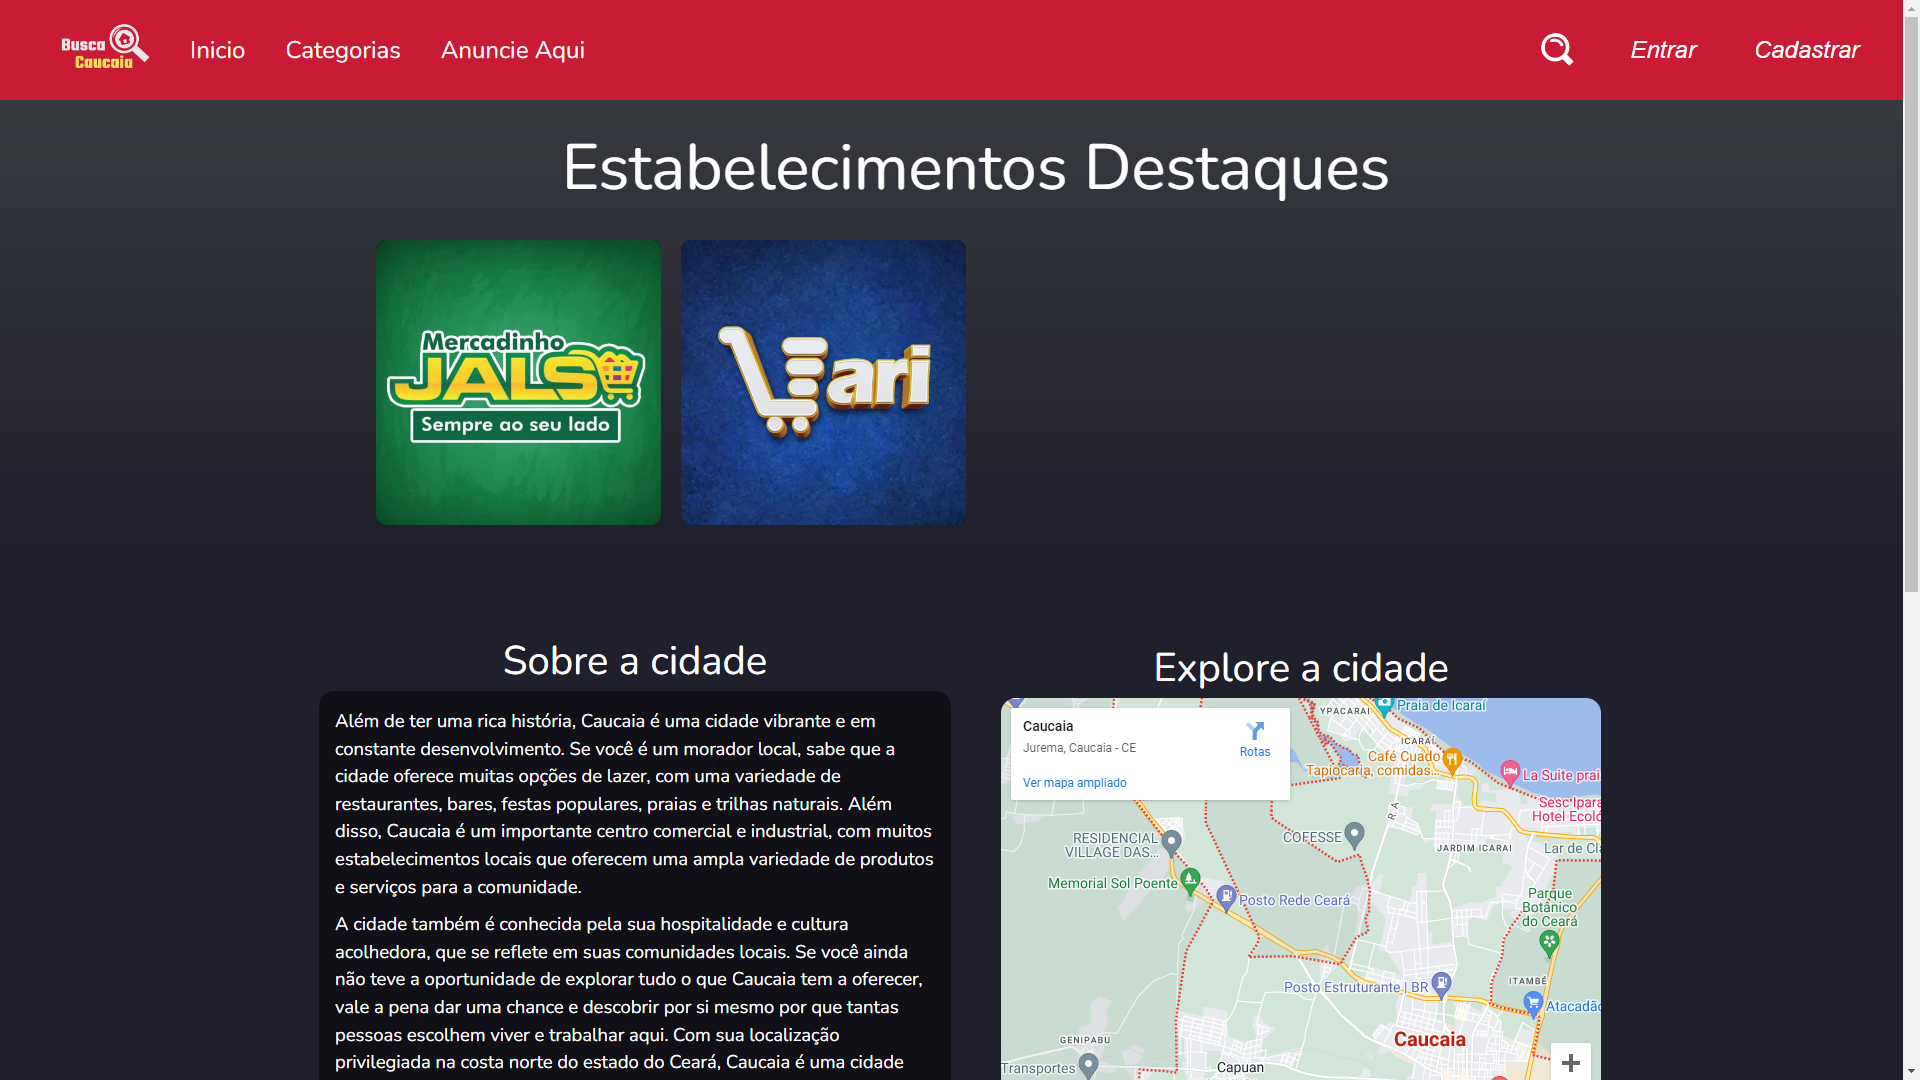 Busca
Caucaia
Inicio
Categorias
Anuncie Aqui
Entrar
Cadastrar
Estabelecimentos Destaques
Mercadinho
JALS
Sempre ao seu lado
ari
Sobre a cidade
Além de ter uma rica história, Caucaia é uma cidade vibrante e em
constante desenvolvimento. Se você é um morador local, sabe que a
cidade oferece muitas opções de lazer, com uma variedade de
restaurantes, bares, festas populares, praias e trilhas naturais. Além
disso, Caucaia é um importante centro comercial e industrial, com muitos
estabelecimentos locais que oferecem uma ampla variedade de produtos
e serviços para a comunidade.
A cidade também é conhecida pela sua hospitalidade e cultura
acolhedora, que se reflete em suas comunidades locais. Se você ainda
não teve a oportunidade de explorar tudo o que Caucaia tem a oferecer,
vale a pena dar uma chance e descobrir por si mesmo por que tantas
pessoas escolhem viver e trabalhar aqui. Com sua localização
privilegiada na costa norte do estado do Ceará, Caucaia é uma cidade
Explore a cidade
Caucaia
Jurema, Caucaia - CE
Rotas
Ver mapa ampliado
YPACARAI
Praia de Icaraí
ICARAÍ
Café Cuado
Tapiocaria, comidas...
La Suite prai
Sesc Ipara
Hotel Ecoló
R. A
RESIDENCIAL
VILLAGE DAS...
COFESSE
JARDIM ICARAI
Lar de Cla
Memorial Sol Poente
Posto Rede Ceará
Parque
Botânico
do Ceará
ITAMBÉ
Posto Estruturante | BR
Atacadão
Caucaia
GENIPABU
Transportes
Capuan